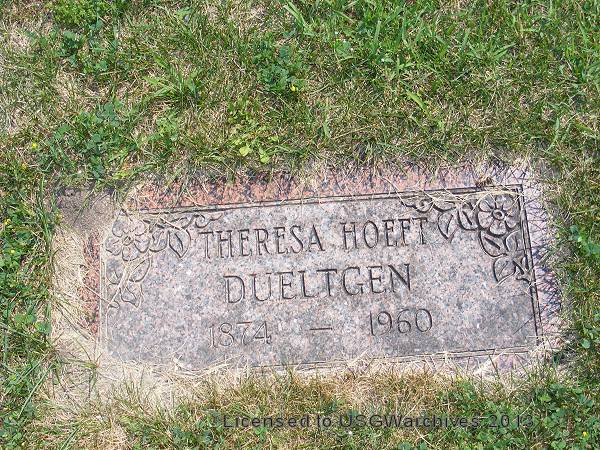 THERESA HOEFT
DUELTGEN
1874 — 1960
©Licensed to USGWarchives 2013